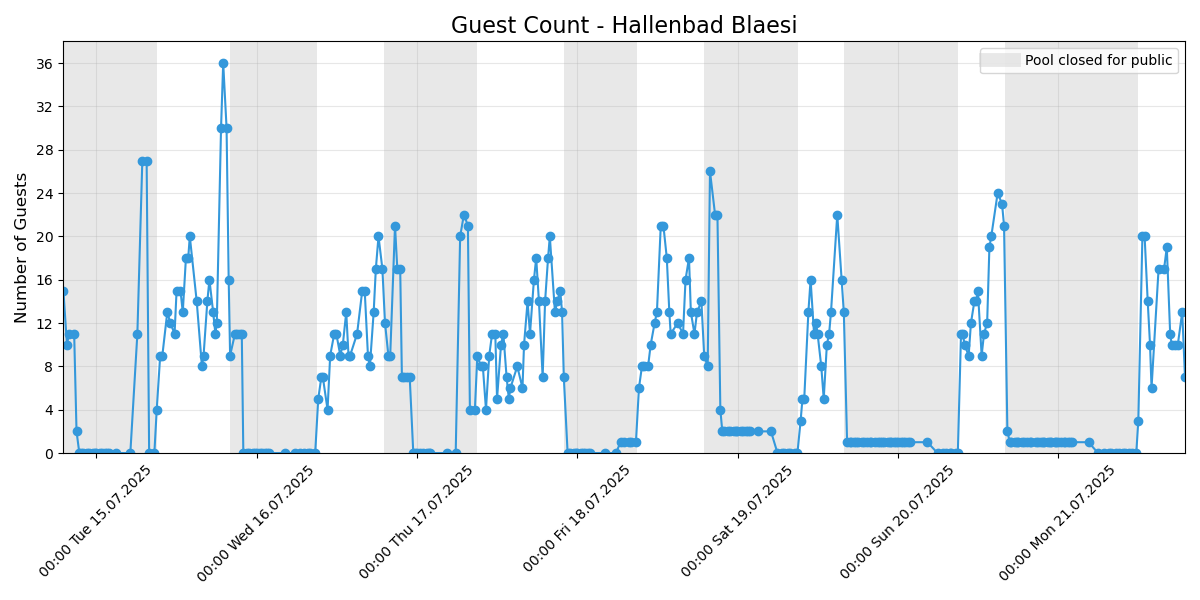 Guest Count - Hallenbad Blaesi
Pool closed for public
Number of Guests
36
32
28
24
20
16
12
8
4
0
00:00 Tue 15.07.2025
00:00 Wed 16.07.2025
00:00 Thu 17.07.2025
00:00 Fri 18.07.2025
00:00 Sat 19.07.2025
00:00 Sun 20.07.2025
00:00 Mon 21.07.2025